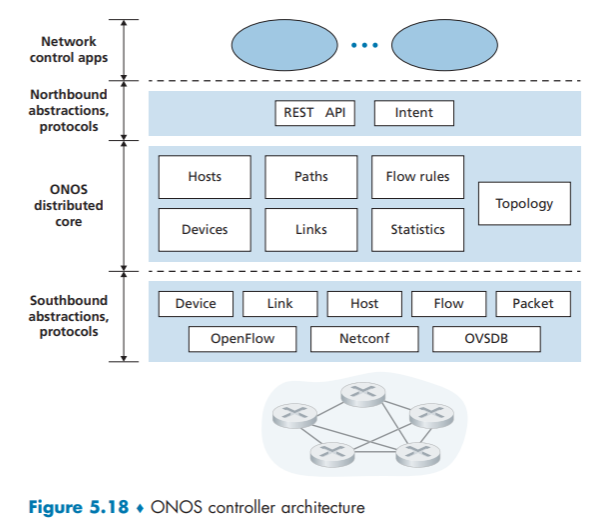 Network
control apps
Northbound
abstractions,
protocols
REST API
Intent
ONOS
distributed
core
Hosts
Paths
Flow rules
Topology
Devices
Links
Statistics
Southbound
abstractions,
protocols
Device
Link
Host
Flow
Packet
OpenFlow
Netconf
OVSDB
Figure 5.18 ♦ ONOS controller architecture